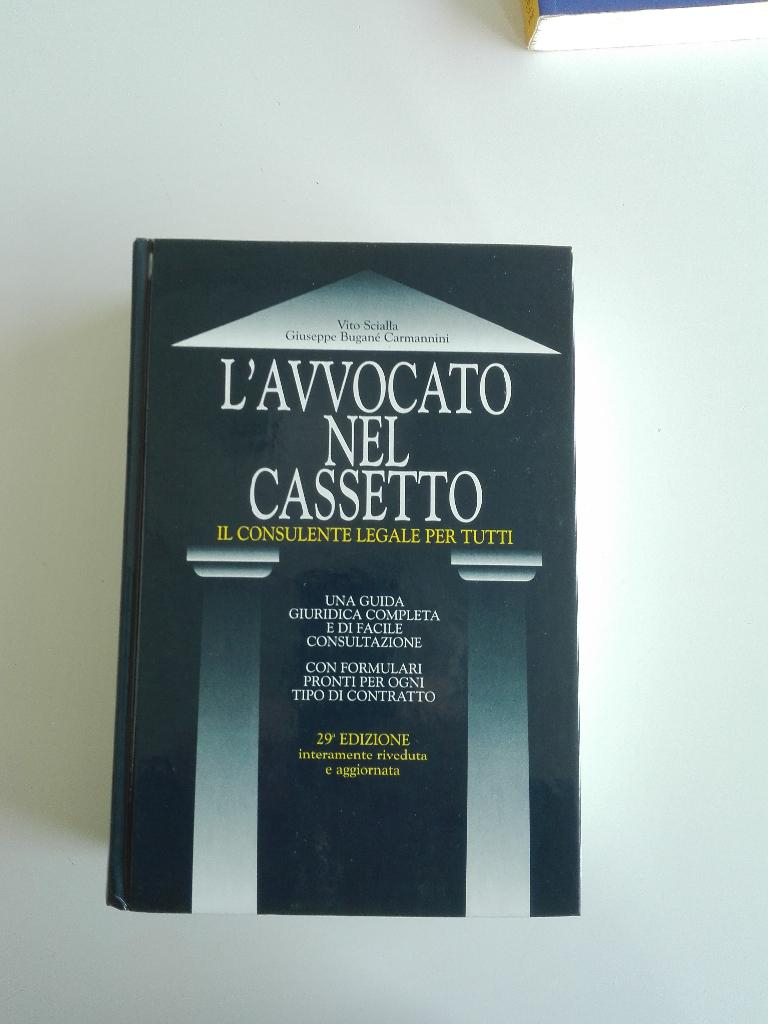 Vito Scialla
Giuseppe Bugané Carmannini
L'AVVOCATO
NEL
CASSETTO
IL CONSULENTE LEGALE PER TUTTI
UNA GUIDA
GIURIDICA COMPLETA
E DI FACILE
CONSULTAZIONE
CON FORMULARI
PRONTI PER OGNI
TIPO DI CONTRATTO
29ª EDIZIONE
interamente riveduta
e aggiornata